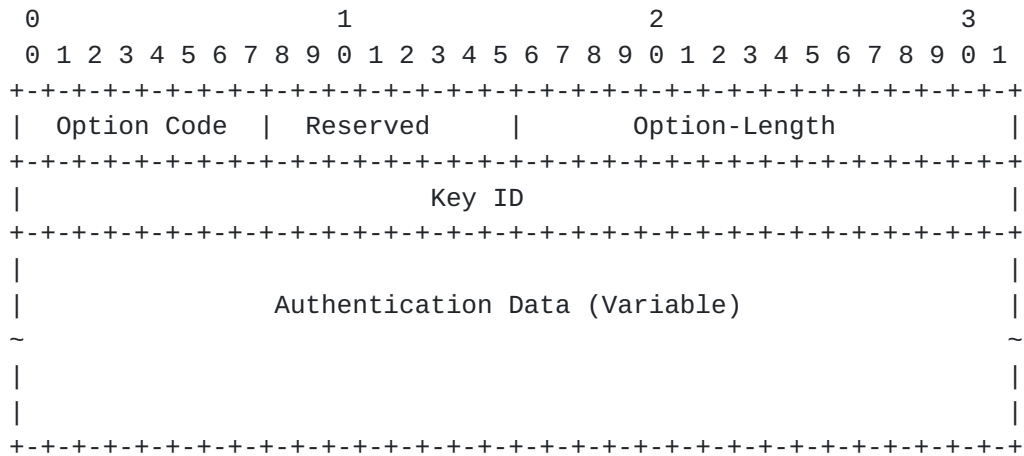 0                   1                   2                   3
 0 1 2 3 4 5 6 7 8 9 0 1 2 3 4 5 6 7 8 9 0 1 2 3 4 5 6 7 8 9 0 1
+-+-+-+-+-+-+-+-+-+-+-+-+-+-+-+-+-+-+-+-+-+-+-+-+-+-+-+-+-+-+-+-+
|  Option Code  |  Reserved     |       Option-Length           |
+-+-+-+-+-+-+-+-+-+-+-+-+-+-+-+-+-+-+-+-+-+-+-+-+-+-+-+-+-+-+-+-+
|                          Key ID                               |
+-+-+-+-+-+-+-+-+-+-+-+-+-+-+-+-+-+-+-+-+-+-+-+-+-+-+-+-+-+-+-+-+
|                                                               |
|                Authentication Data (Variable)                 |
~                                                               ~
|                                                               |
|                                                               |
+-+-+-+-+-+-+-+-+-+-+-+-+-+-+-+-+-+-+-+-+-+-+-+-+-+-+-+-+-+-+-+-+